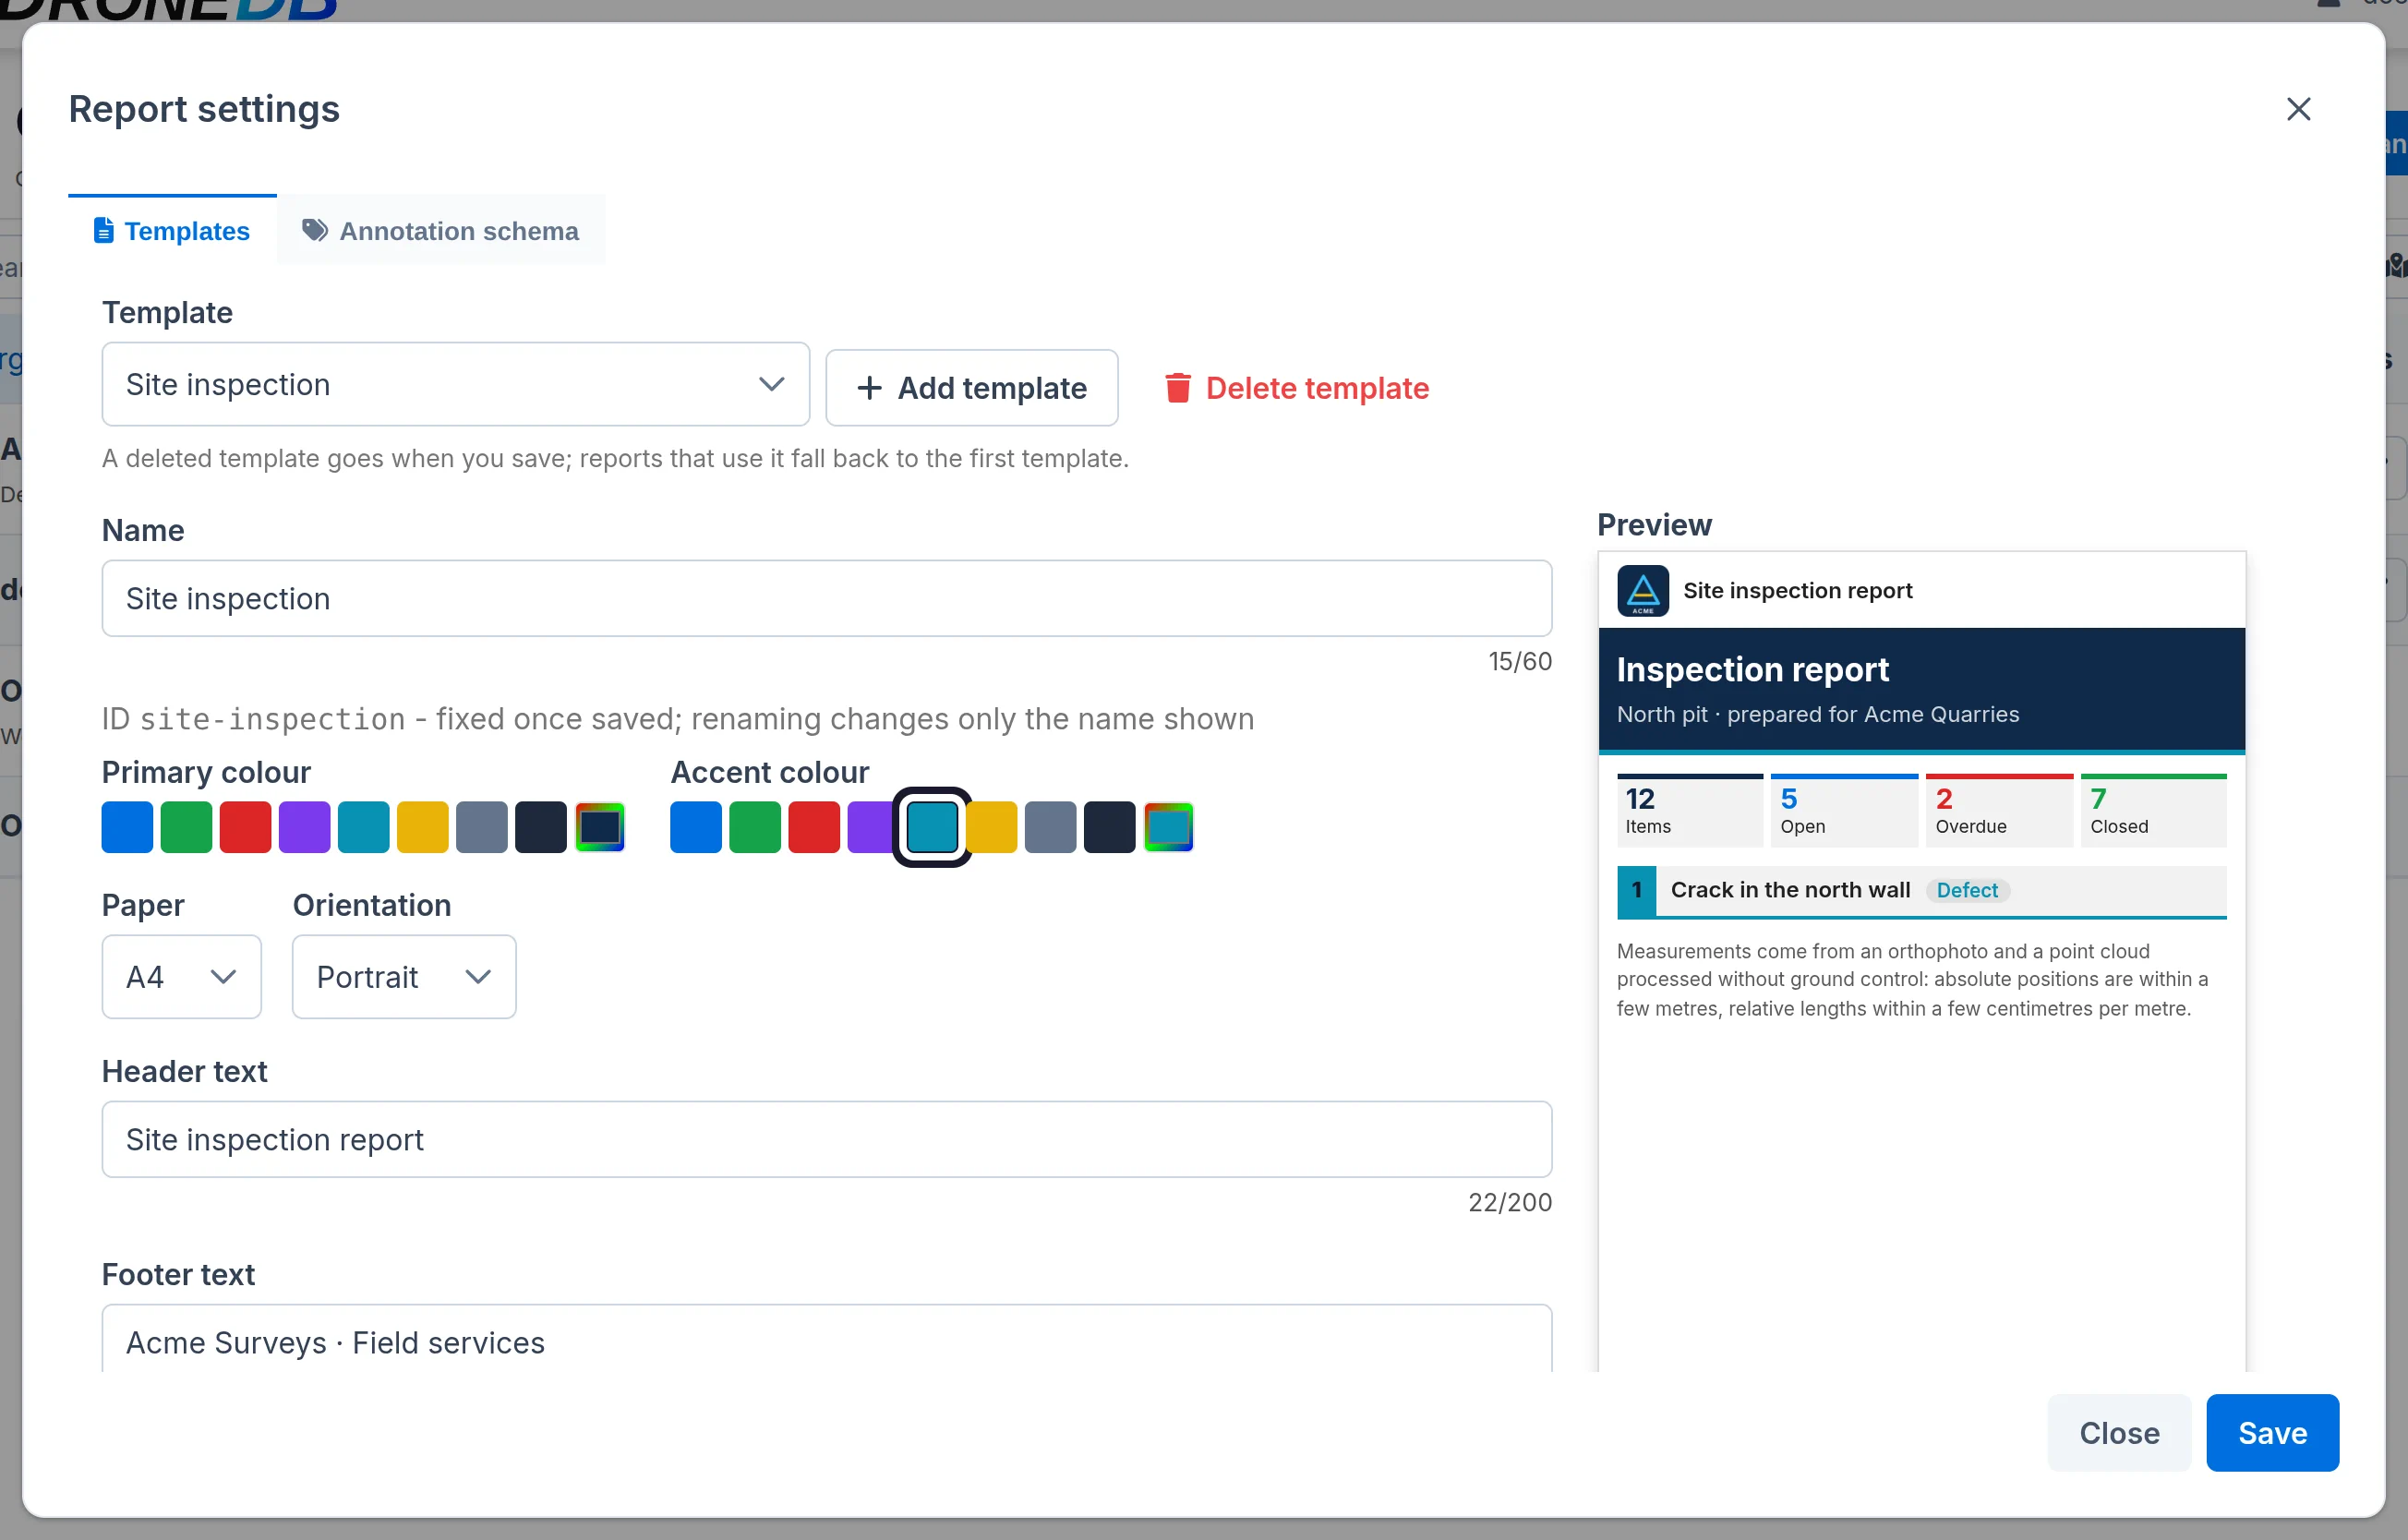 DRONEDB
Report settings
Templates
Annotation schema
Template
Site inspection
Add template
Delete template
A deleted template goes when you save; reports that use it fall back to the first template.
Name
Site inspection
15/60
ID site-inspection - fixed once saved; renaming changes only the name shown
Primary colour
Accent colour
Paper
Orientation
A4
Portrait
Header text
Site inspection report
22/200
Footer text
Acme Surveys · Field services
Preview
ACME
Site inspection report
Inspection report
North pit · prepared for Acme Quarries
12
Items
5
Open
2
Overdue
7
Closed
1
Crack in the north wall
Defect
Measurements come from an orthophoto and a point cloud
processed without ground control: absolute positions are within a
few metres, relative lengths within a few centimetres per metre.
Close
Save